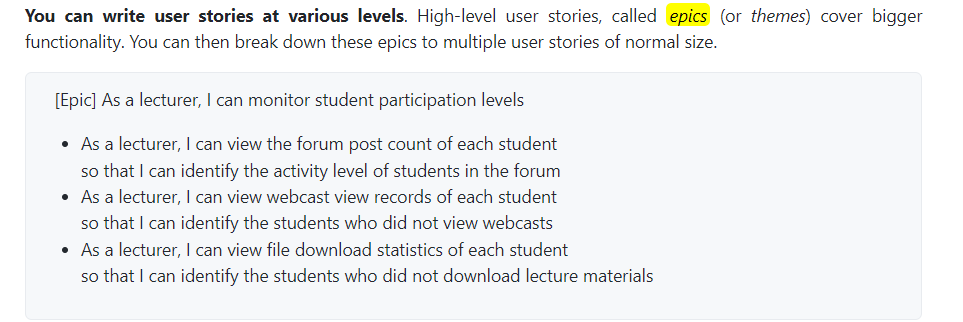 You can write user stories at various levels. High-level user stories, called epics (or themes) cover bigger
functionality. You can then break down these epics to multiple user stories of normal size.
[Epic] As a lecturer, I can monitor student participation levels
• As a lecturer, I can view the forum post count of each student
so that I can identify the activity level of students in the forum
• As a lecturer, I can view webcast view records of each student
so that I can identify the students who did not view webcasts
• As a lecturer, I can view file download statistics of each student
so that I can identify the students who did not download lecture materials